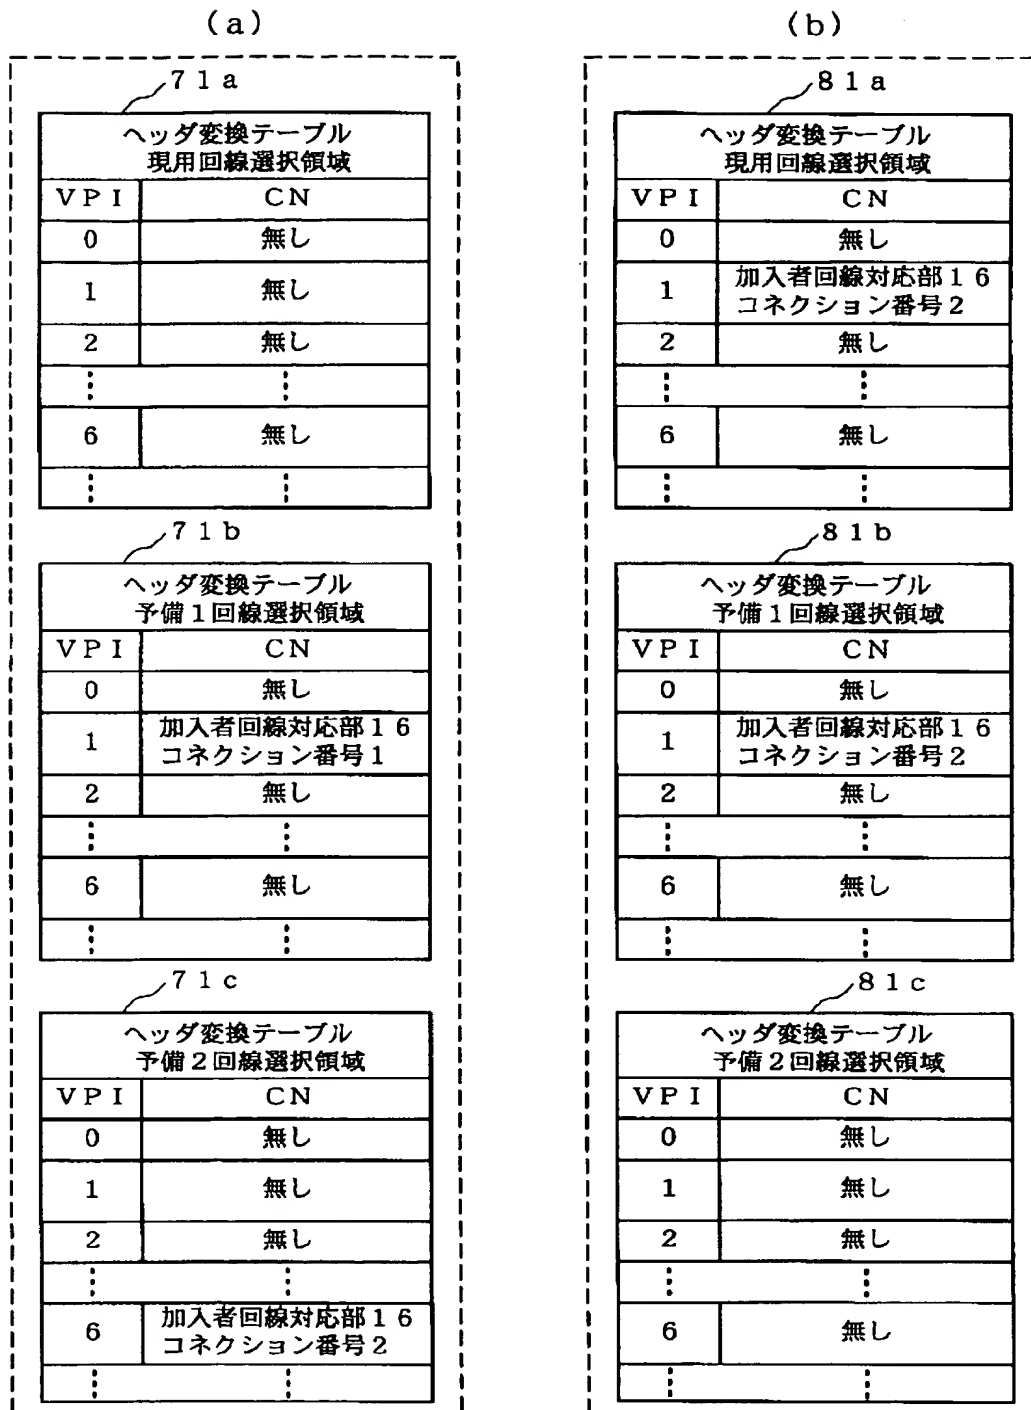 (a)
71a
ヘッダ変換テーブル
現用回線選択領域
VPI CN
0 無し
1 無し
2 無し
⋮ ⋮
6 無し
⋮ ⋮
71b
ヘッダ変換テーブル
予備1回線選択領域
VPI CN
0 無し
1 加入者回線対応部16
コネクション番号1
2 無し
⋮ ⋮
6 無し
⋮ ⋮
71c
ヘッダ変換テーブル
予備2回線選択領域
VPI CN
0 無し
1 無し
2 無し
⋮ ⋮
6 加入者回線対応部16
コネクション番号2
⋮ ⋮
(b)
81a
ヘッダ変換テーブル
現用回線選択領域
VPI CN
0 無し
1 加入者回線対応部16
コネクション番号2
2 無し
⋮ ⋮
6 無し
⋮ ⋮
81b
ヘッダ変換テーブル
予備1回線選択領域
VPI CN
0 無し
1 加入者回線対応部16
コネクション番号2
2 無し
⋮ ⋮
6 無し
⋮ ⋮
81c
ヘッダ変換テーブル
予備2回線選択領域
VPI CN
0 無し
1 無し
2 無し
⋮ ⋮
6 無し
⋮ ⋮